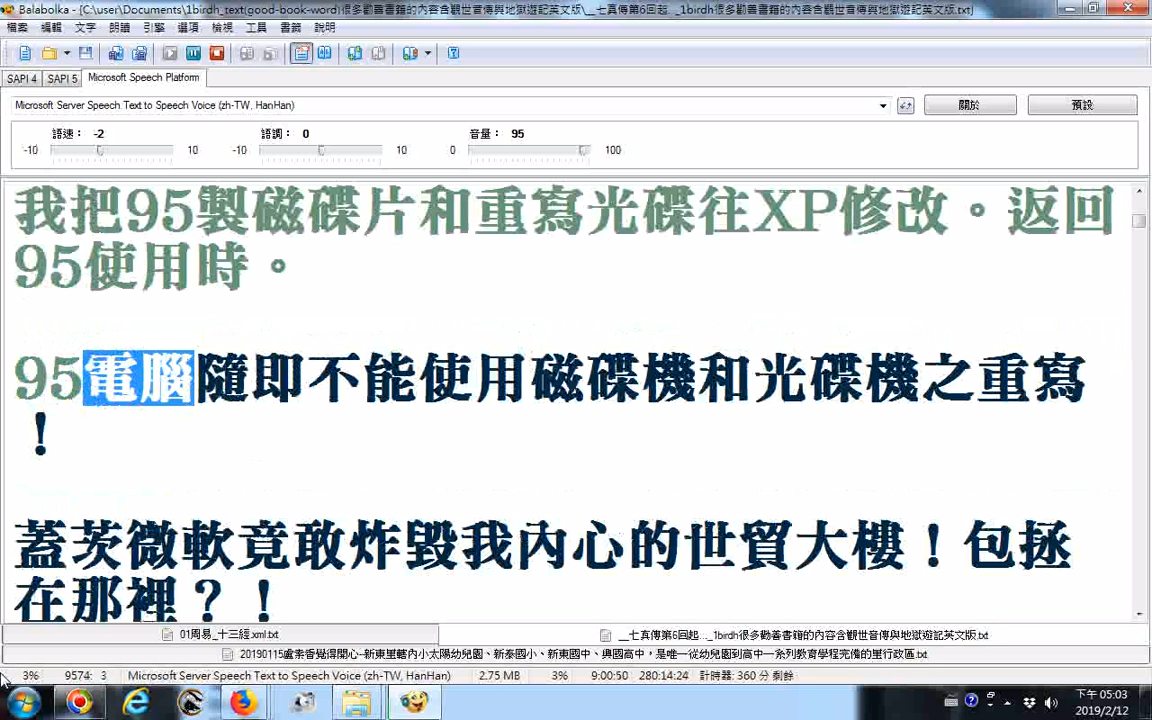 Balabolka - [C:\user\Documents\1birdh_text(good-book-word)很多勸善書籍的內容含觀世音傳與地獄遊記英文版\__七真傳第6回起..._1birdh很多勸善書籍的內容含觀世音傳與地獄遊記英文版.txt]
檔案 編輯 文字 朗讀 引擎 選項 檢視 工具 書籤 說明
SAPI 4 SAPI 5 Microsoft Speech Platform
Microsoft Server Speech Text to Speech Voice (zh-TW, HanHan) 關於 預設
語速： -2 語調： 0 音量： 95
-10 10 -10 10 0 100
我把95製磁碟片和重寫光碟往XP修改。返回
95使用時。
95電腦隨即不能使用磁碟機和光碟機之重寫
！
蓋茨微軟竟敢炸毀我內心的世貿大樓！包拯
在那裡？！
01周易_十三經.xml.txt __七真傳第6回起..._1birdh很多勸善書籍的內容含觀世音傳與地獄遊記英文版.txt
20190115盧素香覺得開心--新東里轄內小太陽幼兒園、新泰國小、新東國中、興國高中，是唯一從幼兒園到高中一系列教育學程完備的里行政區.txt
3% 9574: 3 Microsoft Server Speech Text to Speech Voice (zh-TW, HanHan) 2.75 MB 3% 9:00:50 280:14:24 計時器: 360 分 剩餘
下午 05:03
2019/2/12